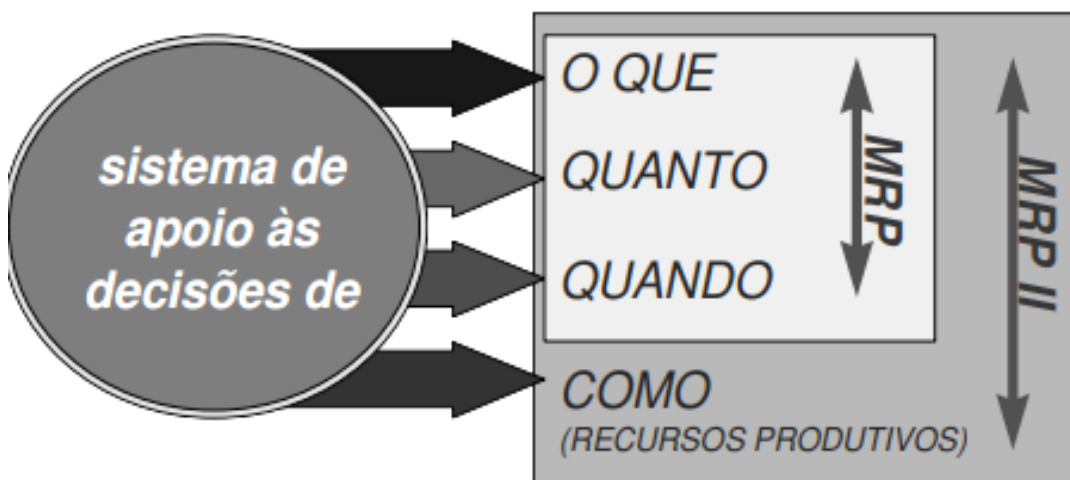 sistema de
apoio às
decisões de
O QUE
QUANTO
QUANDO
COMO
(RECURSOS PRODUTIVOS)
MRP
MRP II